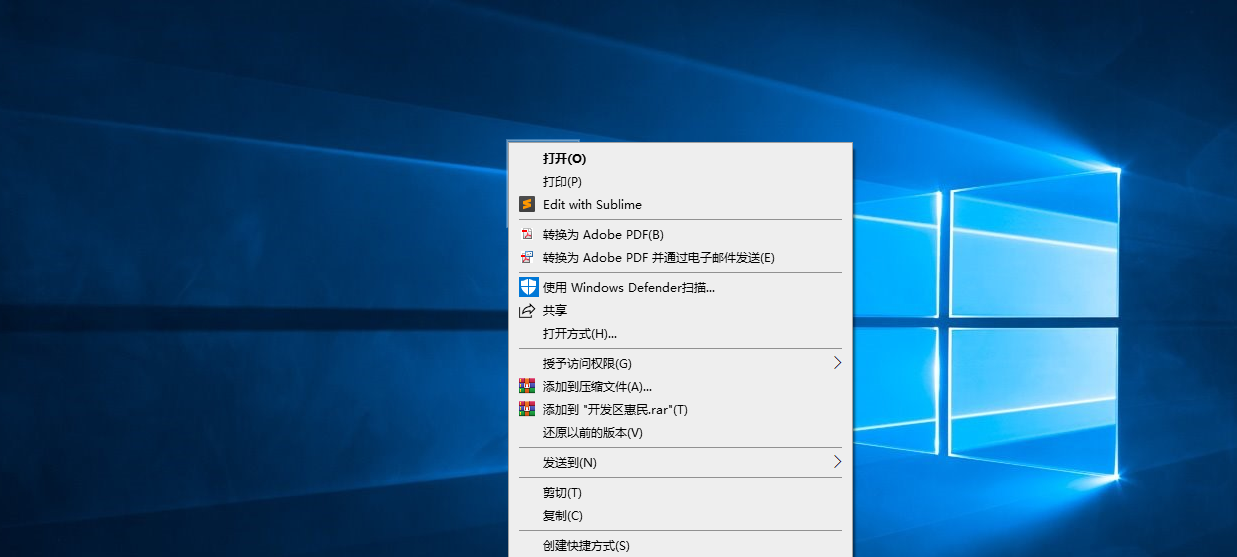 打开(O)
打印(P)
Edit with Sublime
转换为 Adobe PDF(B)
转换为 Adobe PDF 并通过电子邮件发送(E)
使用 Windows Defender扫描...
共享
打开方式(H)...
授予访问权限(G)
添加到压缩文件(A)...
添加到 "开发区惠民.rar"(T)
还原以前的版本(V)
发送到(N)
剪切(T)
复制(C)
创建快捷方式(S)